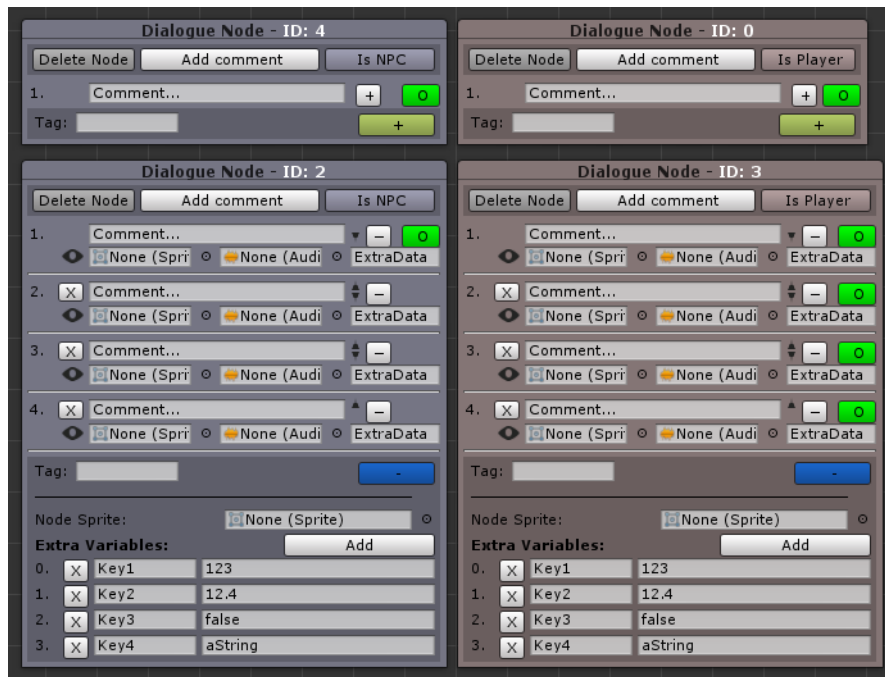 Dialogue Node - ID: 4
Delete Node Add comment Is NPC
1. Comment... + O
Tag: +
Dialogue Node - ID: 0
Delete Node Add comment Is Player
1. Comment... + O
Tag: +
Dialogue Node - ID: 2
Delete Node Add comment Is NPC
1. Comment... - O
None (Spri None (Audi ExtraData
2. X Comment... -
None (Spri None (Audi ExtraData
3. X Comment... -
None (Spri None (Audi ExtraData
4. X Comment... -
None (Spri None (Audi ExtraData
Tag: -
Node Sprite: None (Sprite)
Extra Variables: Add
0. X Key1 123
1. X Key2 12.4
2. X Key3 false
3. X Key4 aString
Dialogue Node - ID: 3
Delete Node Add comment Is Player
1. Comment... - O
None (Spri None (Audi ExtraData
2. X Comment... - O
None (Spri None (Audi ExtraData
3. X Comment... - O
None (Spri None (Audi ExtraData
4. X Comment... - O
None (Spri None (Audi ExtraData
Tag: -
Node Sprite: None (Sprite)
Extra Variables: Add
0. X Key1 123
1. X Key2 12.4
2. X Key3 false
3. X Key4 aString